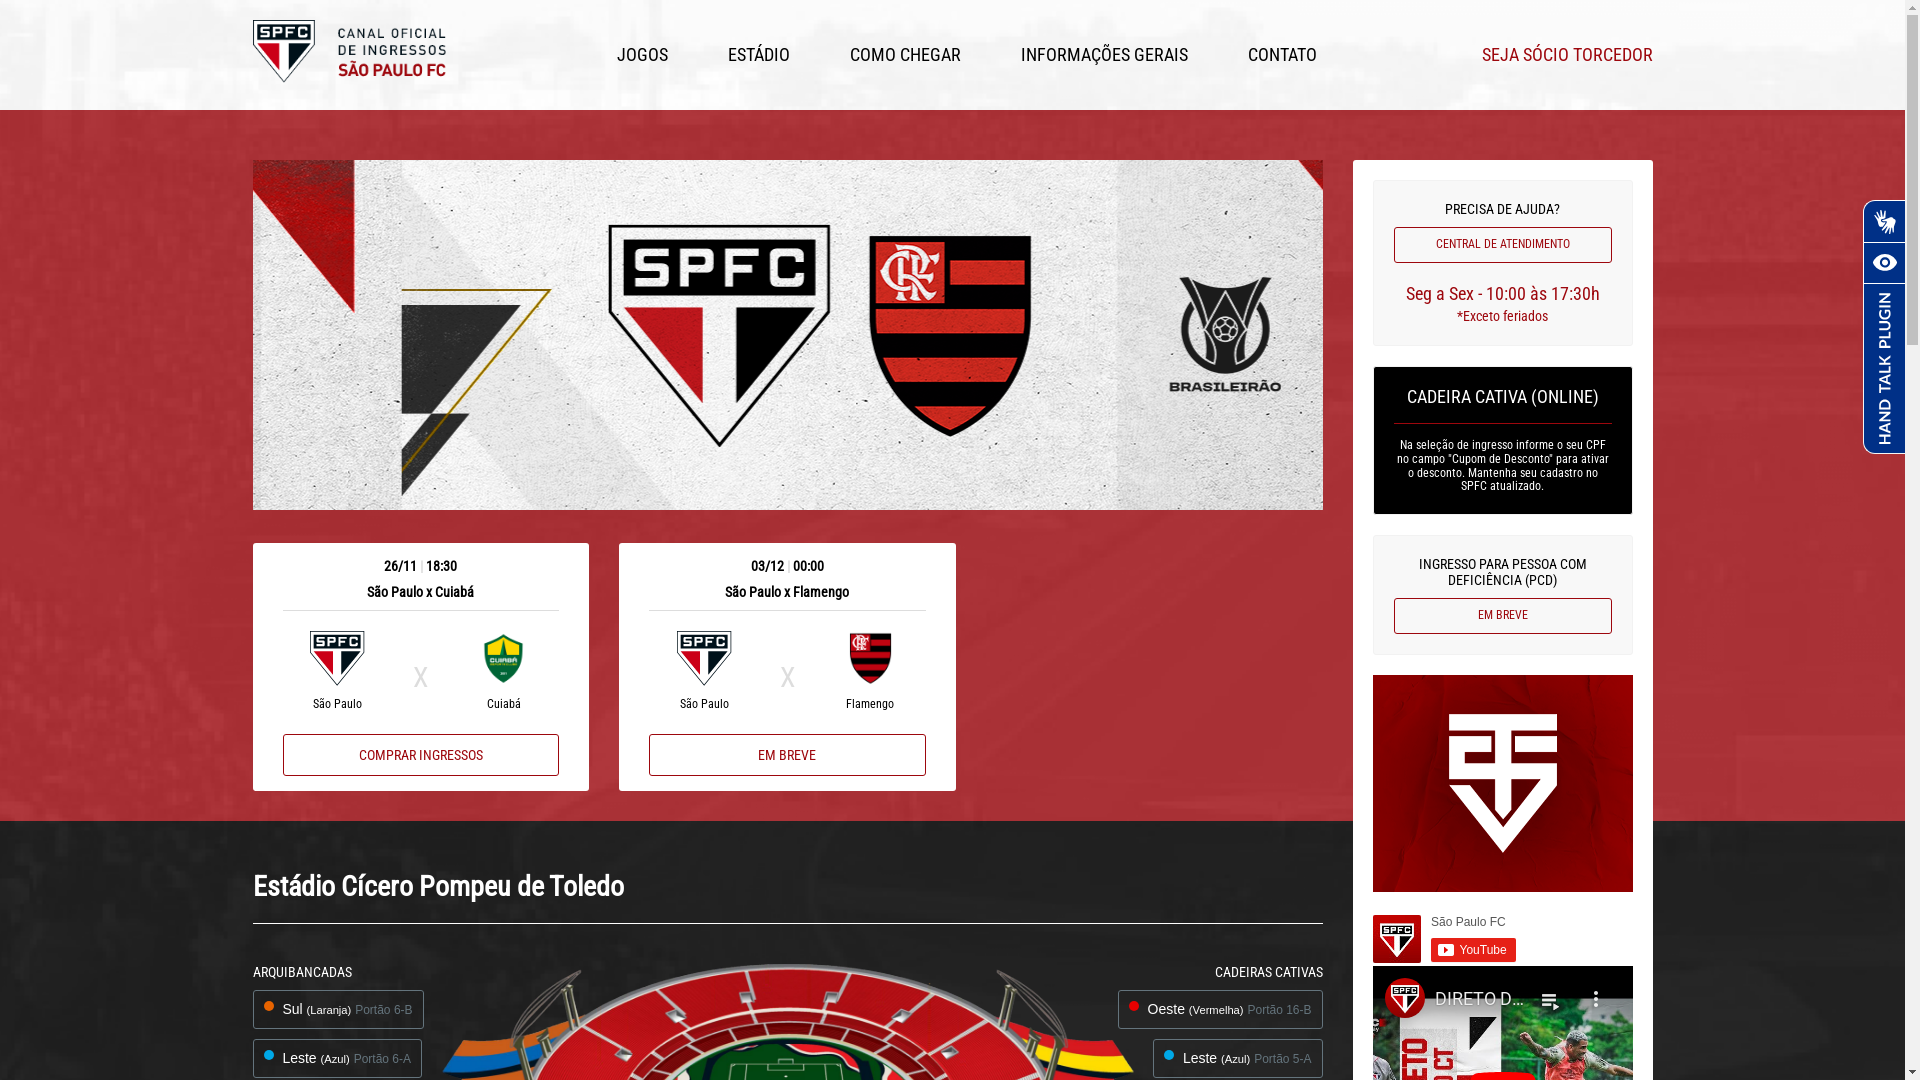 SPFC
CANAL OFICIAL
DE INGRESSOS
SÃO PAULO FC
JOGOS
ESTÁDIO
COMO CHEGAR
INFORMAÇÕES GERAIS
CONTATO
SEJA SÓCIO TORCEDOR
SPFC
CRF
BRASILEIRÃO
26/11 | 18:30
São Paulo x Cuiabá
SPFC
X
CUIABÁ
São Paulo
Cuiabá
COMPRAR INGRESSOS
03/12 | 00:00
São Paulo x Flamengo
SPFC
X
São Paulo
Flamengo
EM BREVE
PRECISA DE AJUDA?
CENTRAL DE ATENDIMENTO
Seg a Sex - 10:00 às 17:30h
*Exceto feriados
CADEIRA CATIVA (ONLINE)
Na seleção de ingresso informe o seu CPF
no campo "Cupom de Desconto" para ativar
o desconto. Mantenha seu cadastro no
SPFC atualizado.
INGRESSO PARA PESSOA COM
DEFICIÊNCIA (PCD)
EM BREVE
SPFC
São Paulo FC
YouTube
SPFC
DIRETO D...
HAND TALK PLUGIN
Estádio Cícero Pompeu de Toledo
ARQUIBANCADAS
Sul (Laranja) Portão 6-B
Leste (Azul) Portão 6-A
CADEIRAS CATIVAS
Oeste (Vermelha) Portão 16-B
Leste (Azul) Portão 5-A